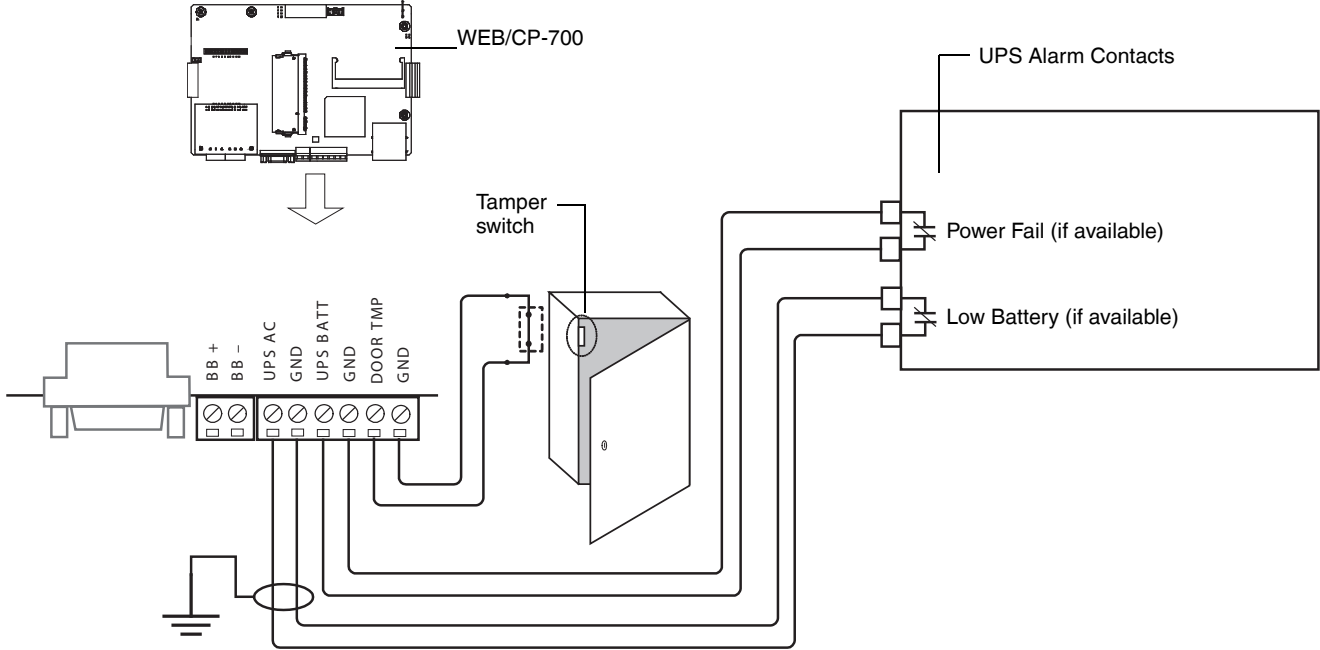 WEB/CP-700
UPS Alarm Contacts
Tamper
switch
Power Fail (if available)
Low Battery (if available)
BB +
BB –
UPS AC
GND
UPS BATT
GND
DOOR TMP
GND